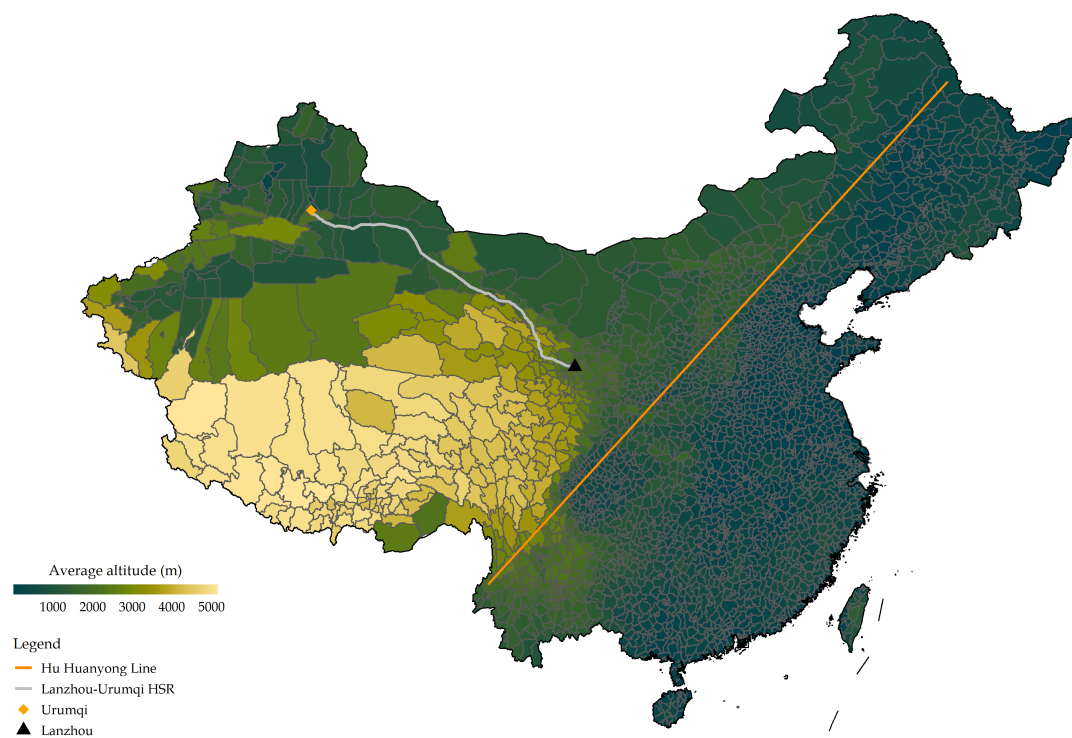 Average altitude (m)
1000 2000 3000 4000 5000
Legend
Hu Huanyong Line
Lanzhou-Urumqi HSR
Urumqi
Lanzhou